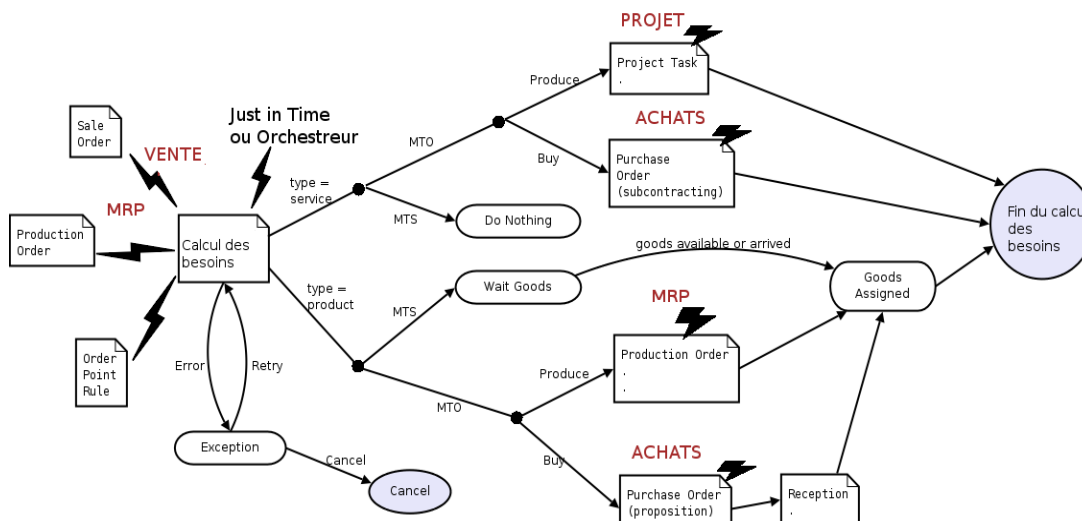 PROJET
Project Task
.
Produce
ACHATS
Purchase
Order
(subcontracting)
Buy
MTO
Just in Time
ou Orchestreur
Sale
Order
VENTE
type =
service
MTS
Do Nothing
MRP
Production
Order
Calcul des
besoins
Fin du calcul
des
besoins
goods available or arrived
Wait Goods
Goods
Assigned
type =
product
MTS
MRP
Production Order
.
.
Order
Point
Rule
Error
Retry
Produce
MTO
Exception
Cancel
Cancel
Buy
ACHATS
Purchase Order
(proposition)
Reception
.